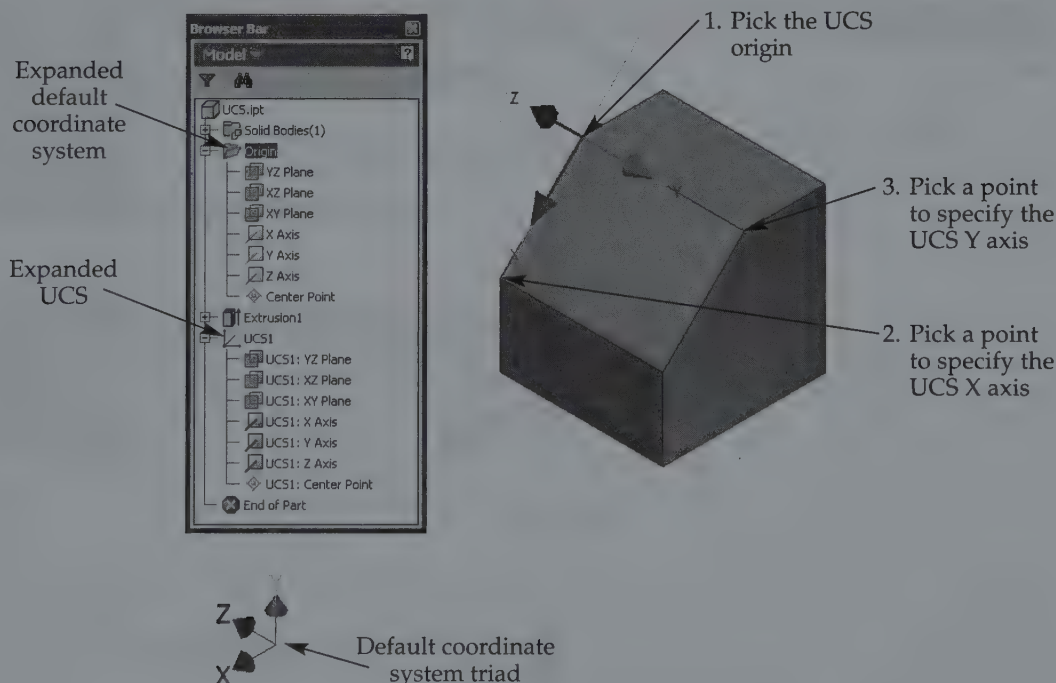 Browser Bar
Model
UCS.ipt
Solid Bodies(1)
Origin
YZ Plane
XZ Plane
XY Plane
X Axis
Y Axis
Z Axis
Center Point
Extrusion1
UCS1
UCS1: YZ Plane
UCS1: XZ Plane
UCS1: XY Plane
UCS1: X Axis
UCS1: Y Axis
UCS1: Z Axis
UCS1: Center Point
End of Part
Expanded
default
coordinate
system
Expanded
UCS
1. Pick the UCS
origin
Z
Y
3. Pick a point
to specify the
UCS Y axis
2. Pick a point
to specify the
UCS X axis
Y
Z
X
Default coordinate
system triad